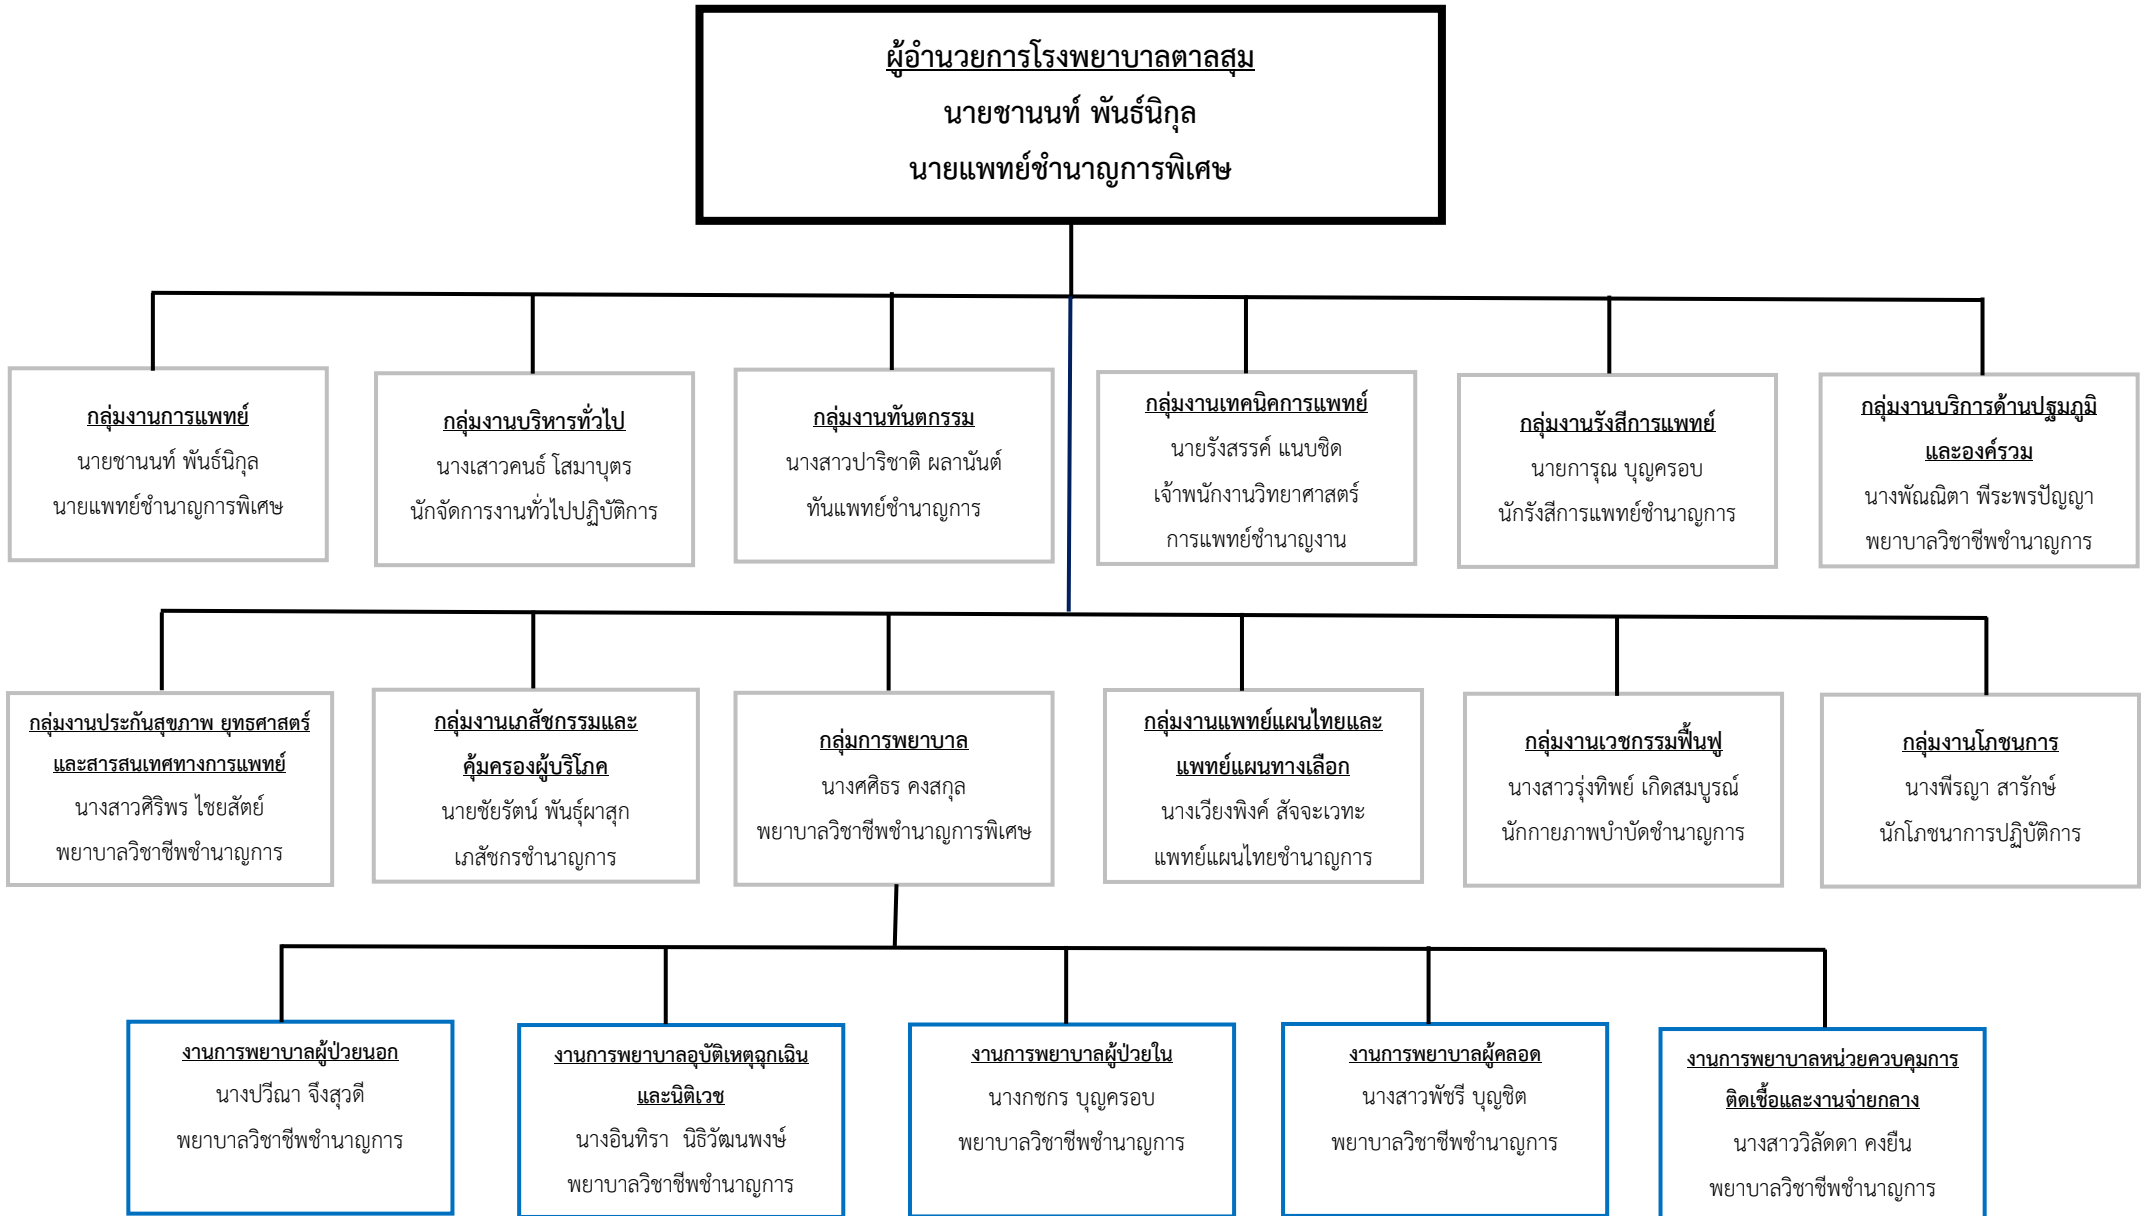 ผู้อำนวยการโรงพยาบาลตาลสุม
นายชานนท์ พันธ์นิกุล
นายแพทย์ชำนาญการพิเศษ
กลุ่มงานการแพทย์
นายชานนท์ พันธ์นิกุล
นายแพทย์ชำนาญการพิเศษ
กลุ่มงานบริหารทั่วไป
นางเสาวคนธ์ โสมาบุตร
นักจัดการงานทั่วไปปฏิบัติการ
กลุ่มงานทันตกรรม
นางสาวปาริชาติ ผลานันต์
ทันแพทย์ชำนาญการ
กลุ่มงานเทคนิคการแพทย์
นายรังสรรค์ แนบชิด
เจ้าพนักงานวิทยาศาสตร์
การแพทย์ชำนาญงาน
กลุ่มงานรังสีการแพทย์
นายการุณ บุญครอบ
นักรังสีการแพทย์ชำนาญการ
กลุ่มงานบริการด้านปฐมภูมิ
และองค์รวม
นางพัณณิตา พีระพรปัญญา
พยาบาลวิชาชีพชำนาญการ
กลุ่มงานประกันสุขภาพ ยุทธศาสตร์
และสารสนเทศทางการแพทย์
นางสาวศิริพร ไชยสัตย์
พยาบาลวิชาชีพชำนาญการ
กลุ่มงานเภสัชกรรมและ
คุ้มครองผู้บริโภค
นายชัยรัตน์ พันธุ์ผาสุก
เภสัชกรชำนาญการ
กลุ่มการพยาบาล
นางศศิธร คงสกุล
พยาบาลวิชาชีพชำนาญการพิเศษ
กลุ่มงานแพทย์แผนไทยและ
แพทย์แผนทางเลือก
นางเวียงพิงค์ สัจจะเวทะ
แพทย์แผนไทยชำนาญการ
กลุ่มงานเวชกรรมฟื้นฟู
นางสาวรุ่งทิพย์ เกิดสมบูรณ์
นักกายภาพบำบัดชำนาญการ
กลุ่มงานโภชนการ
นางพีรญา สารักษ์
นักโภชนาการปฏิบัติการ
งานการพยาบาลผู้ป่วยนอก
นางปวีณา จึงสุวดี
พยาบาลวิชาชีพชำนาญการ
งานการพยาบาลอุบัติเหตุฉุกเฉิน
และนิติเวช
นางอินทิรา  นิธิวัฒนพงษ์
พยาบาลวิชาชีพชำนาญการ
งานการพยาบาลผู้ป่วยใน
นางกชกร บุญครอบ
พยาบาลวิชาชีพชำนาญการ
งานการพยาบาลผู้คลอด
นางสาวพัชรี บุญชิต
พยาบาลวิชาชีพชำนาญการ
งานการพยาบาลหน่วยควบคุมการ
ติดเชื้อและงานจ่ายกลาง
นางสาววิลัดดา คงยืน
พยาบาลวิชาชีพชำนาญการ